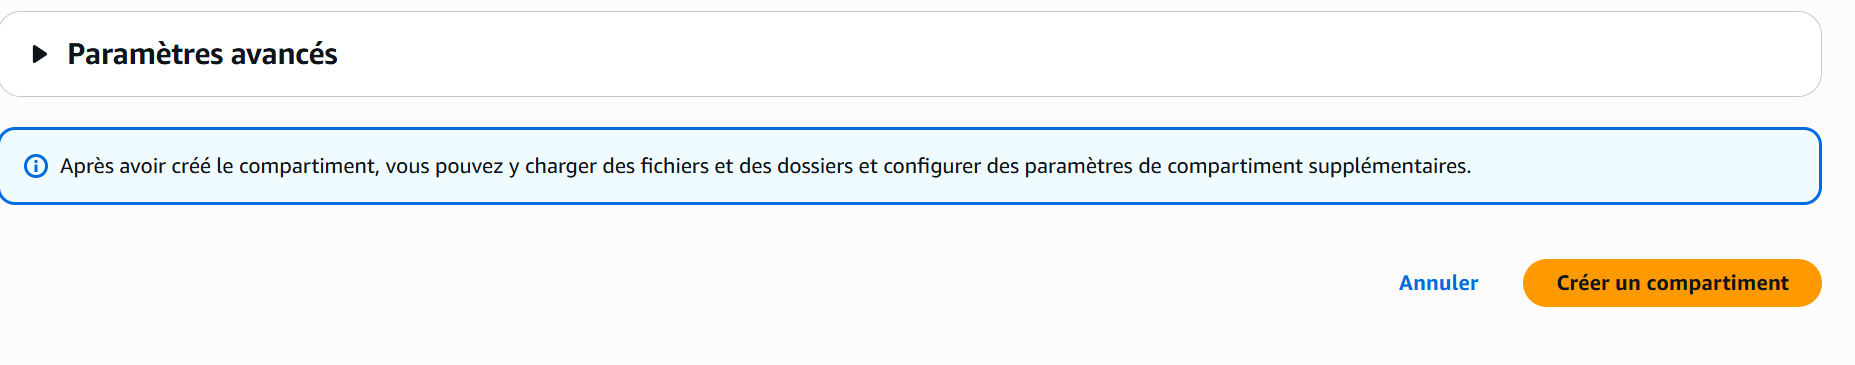 Paramètres avancés
Après avoir créé le compartiment, vous pouvez y charger des fichiers et des dossiers et configurer des paramètres de compartiment supplémentaires.
Annuler
Créer un compartiment